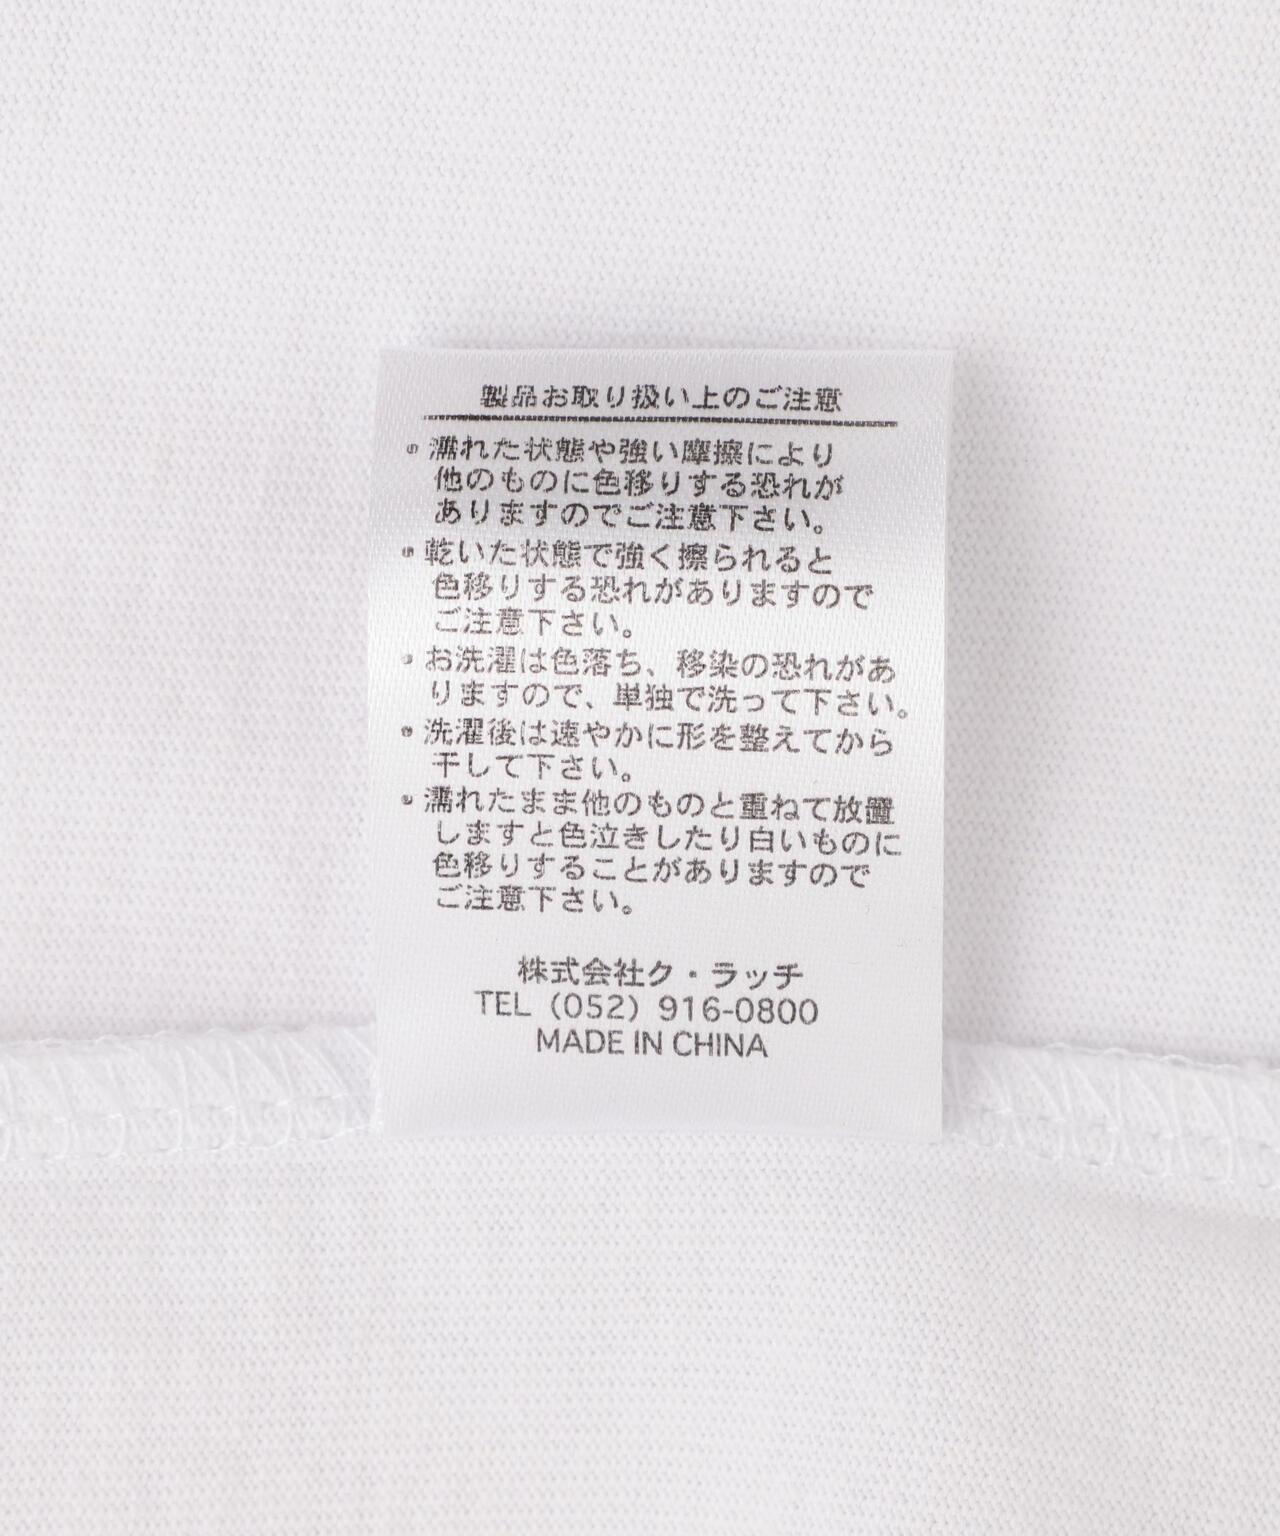 製品お取り扱い上のご注意
・濡れた状態や強い摩擦により
他のものに色移りする恐れが
ありますのでご注意下さい。
・乾いた状態で強く擦られると
色移りする恐れがありますので
ご注意下さい。
・お洗濯は色落ち、移染の恐れがあ
りますので、単独で洗って下さい。
・洗濯後は速やかに形を整えてから
干して下さい。
・濡れたまま他のものと重ねて放置
しますと色泣きしたり白いものに
色移りすることがありますので
ご注意下さい。
株式会社ク・ラッチ
TEL (052) 916-0800
MADE IN CHINA